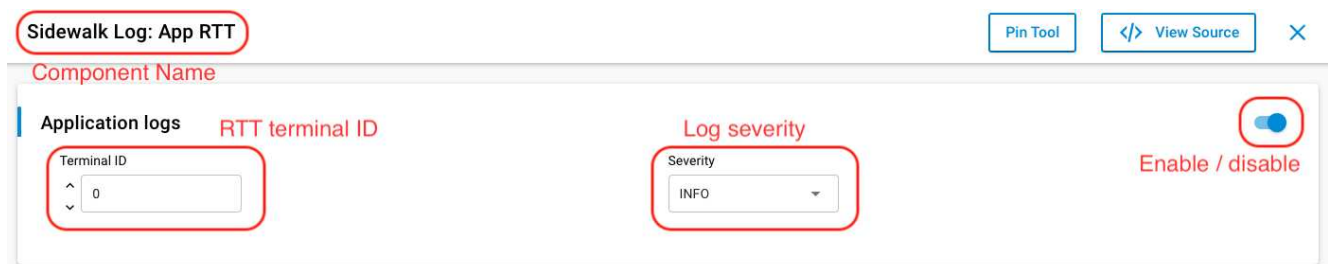 Sidewalk Log: App RTT
Pin Tool
</> View Source
Component Name
Application logs
RTT terminal ID
Log severity
Terminal ID
Severity
Enable / disable
0
INFO